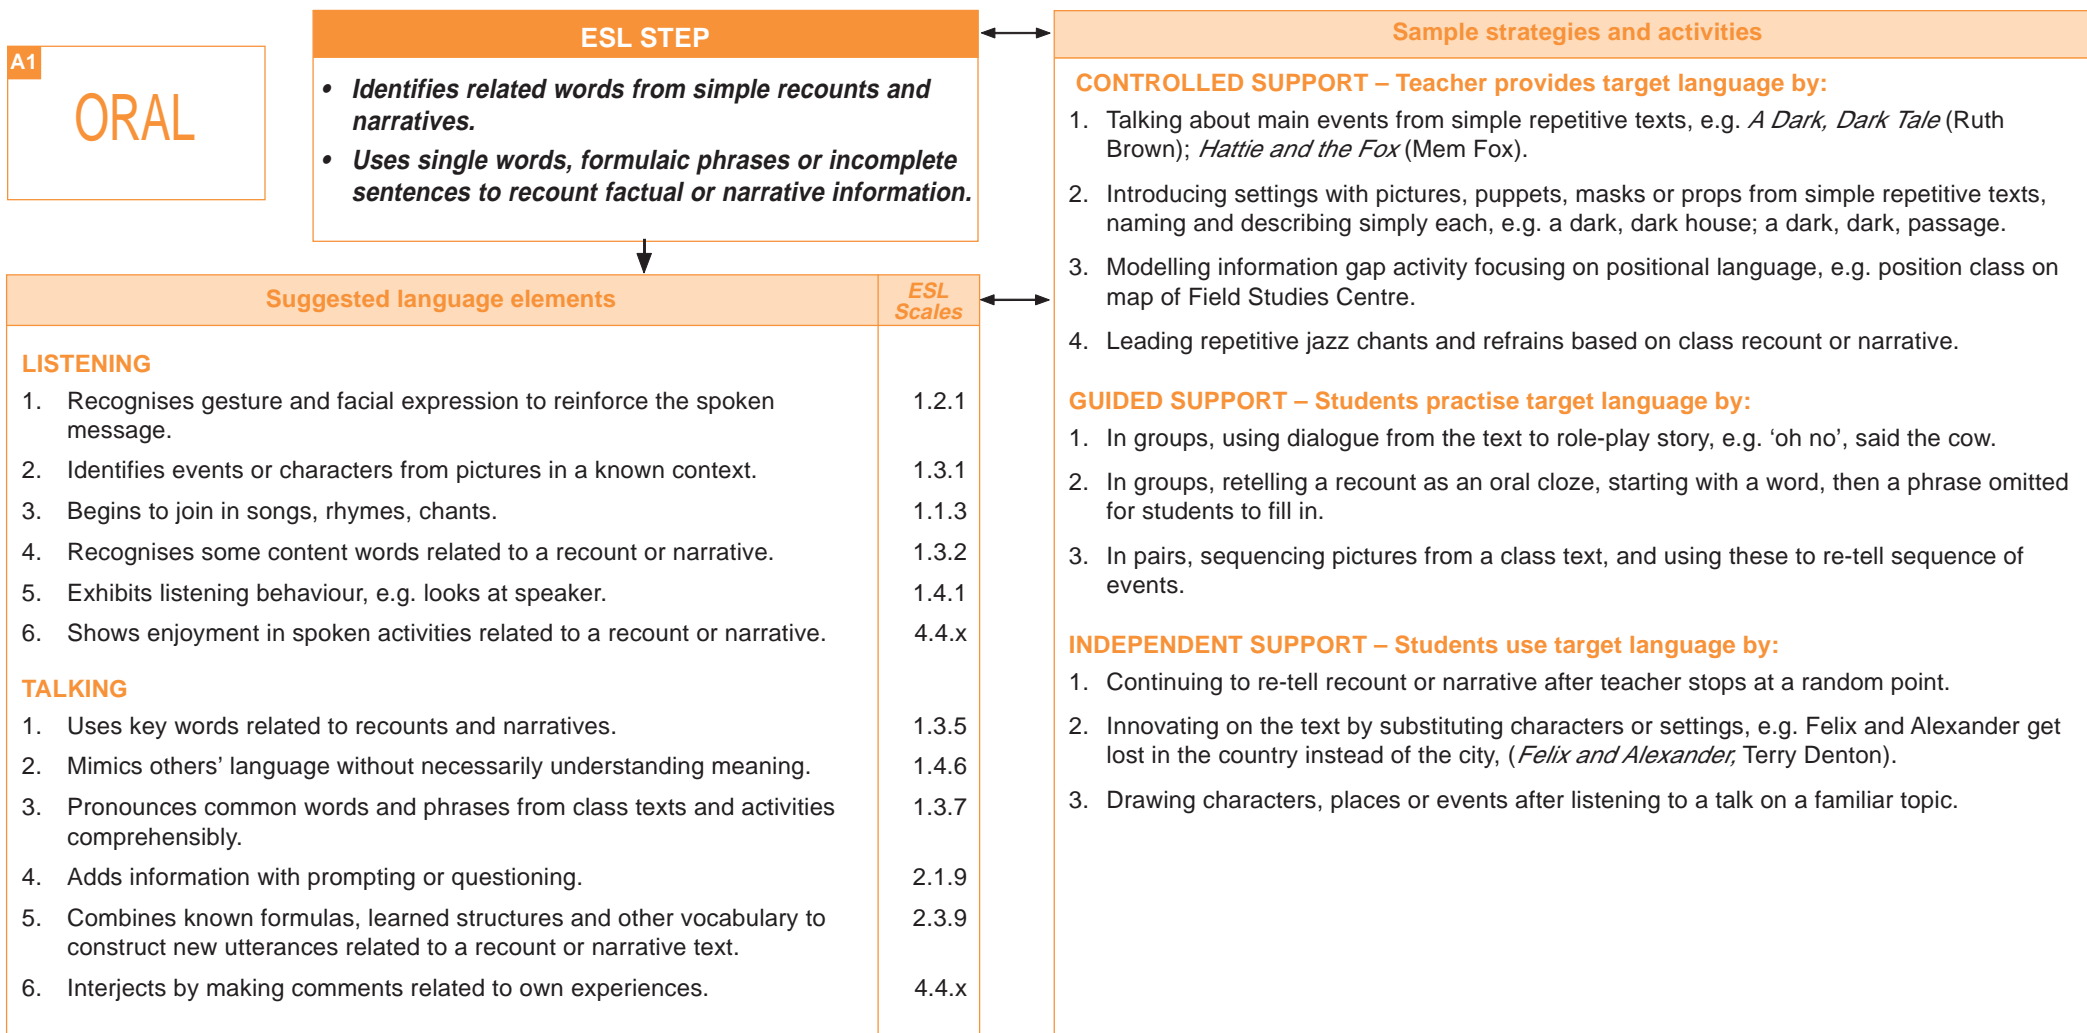 A1
ORAL
ESL STEP
• Identifies related words from simple recounts and
narratives.
• Uses single words, formulaic phrases or incomplete
sentences to recount factual or narrative information.
Suggested language elements
ESL
Scales
LISTENING
1. Recognises gesture and facial expression to reinforce the spoken 1.2.1
message.
2. Identifies events or characters from pictures in a known context. 1.3.1
3. Begins to join in songs, rhymes, chants. 1.1.3
4. Recognises some content words related to a recount or narrative. 1.3.2
5. Exhibits listening behaviour, e.g. looks at speaker. 1.4.1
6. Shows enjoyment in spoken activities related to a recount or narrative. 4.4.x
TALKING
1. Uses key words related to recounts and narratives. 1.3.5
2. Mimics others’ language without necessarily understanding meaning. 1.4.6
3. Pronounces common words and phrases from class texts and activities 1.3.7
comprehensibly.
4. Adds information with prompting or questioning. 2.1.9
5. Combines known formulas, learned structures and other vocabulary to 2.3.9
construct new utterances related to a recount or narrative text.
6. Interjects by making comments related to own experiences. 4.4.x
Sample strategies and activities
CONTROLLED SUPPORT – Teacher provides target language by:
1. Talking about main events from simple repetitive texts, e.g. A Dark, Dark Tale (Ruth
Brown); Hattie and the Fox (Mem Fox).
2. Introducing settings with pictures, puppets, masks or props from simple repetitive texts,
naming and describing simply each, e.g. a dark, dark house; a dark, dark, passage.
3. Modelling information gap activity focusing on positional language, e.g. position class on
map of Field Studies Centre.
4. Leading repetitive jazz chants and refrains based on class recount or narrative.
GUIDED SUPPORT – Students practise target language by:
1. In groups, using dialogue from the text to role-play story, e.g. ‘oh no’, said the cow.
2. In groups, retelling a recount as an oral cloze, starting with a word, then a phrase omitted
for students to fill in.
3. In pairs, sequencing pictures from a class text, and using these to re-tell sequence of
events.
INDEPENDENT SUPPORT – Students use target language by:
1. Continuing to re-tell recount or narrative after teacher stops at a random point.
2. Innovating on the text by substituting characters or settings, e.g. Felix and Alexander get
lost in the country instead of the city, (Felix and Alexander, Terry Denton).
3. Drawing characters, places or events after listening to a talk on a familiar topic.